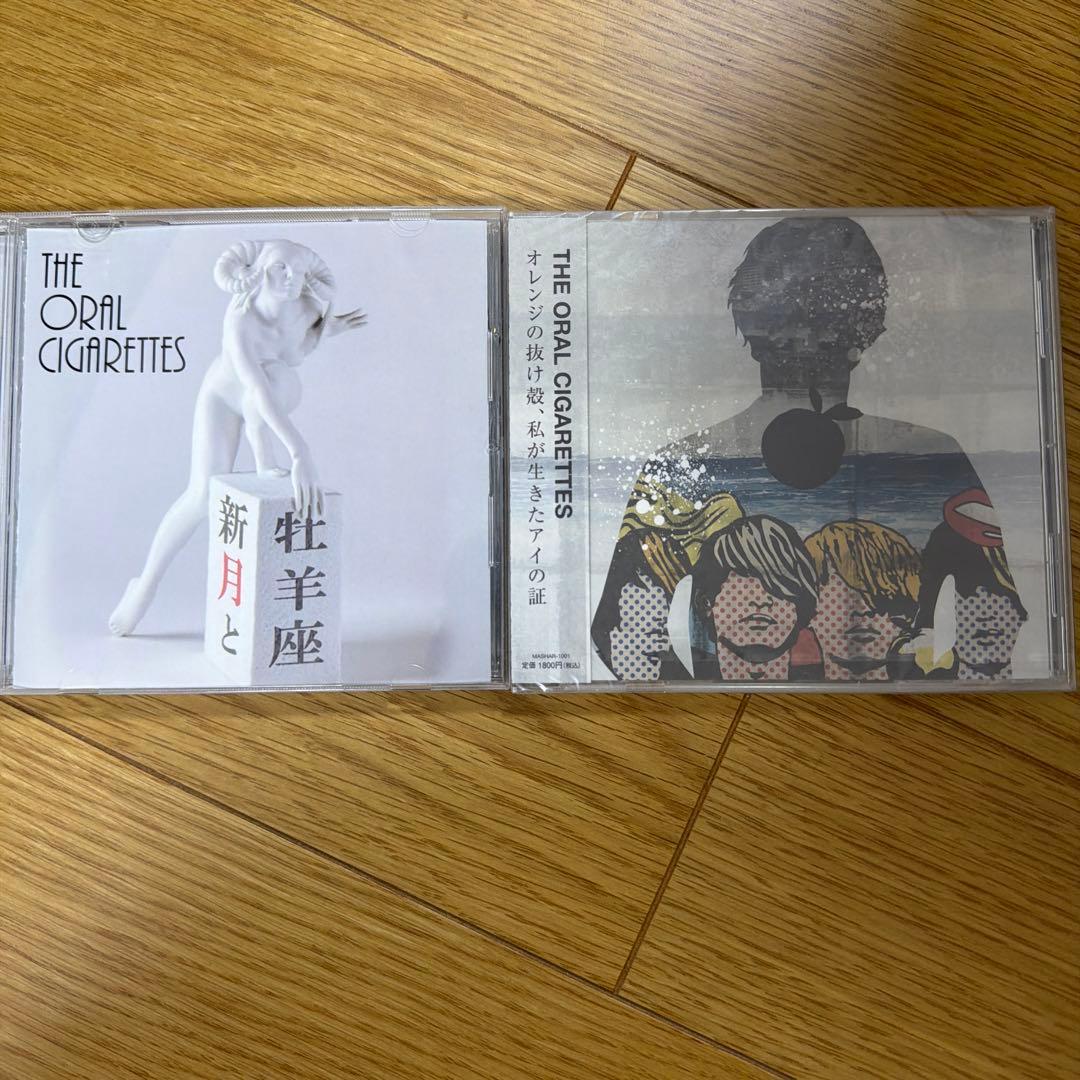 THE
ORAL
CIGARETTES
新月と
牡羊座
THE ORAL CIGARETTES
オレンジの抜け殻、私が生きたアイの証
MASHAR-1001
定価 1800円(税込)